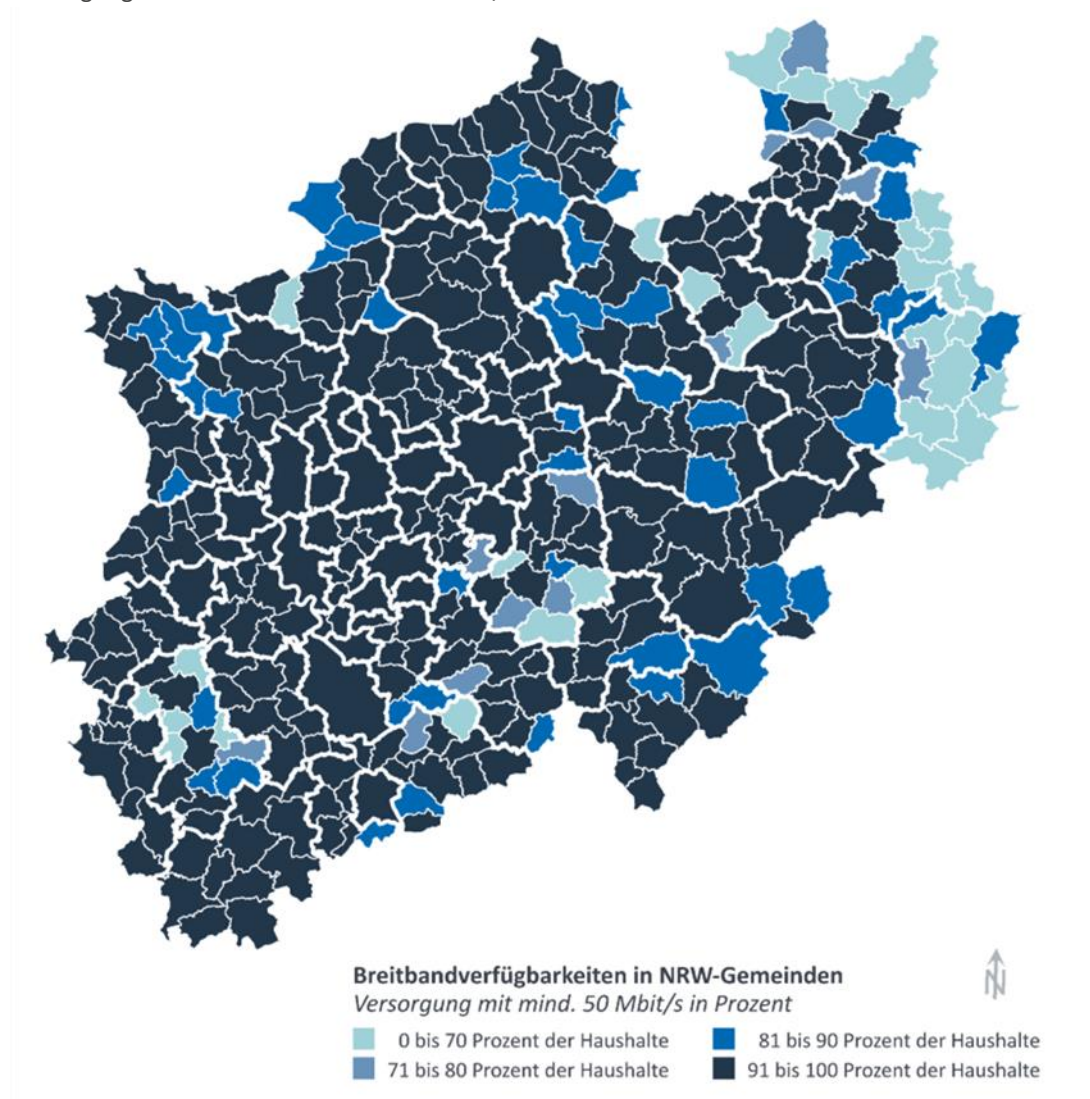 Breitbandverfügbarkeiten in NRW-Gemeinden
Versorgung mit mind. 50 Mbit/s in Prozent
0 bis 70 Prozent der Haushalte
81 bis 90 Prozent der Haushalte
71 bis 80 Prozent der Haushalte
91 bis 100 Prozent der Haushalte
N